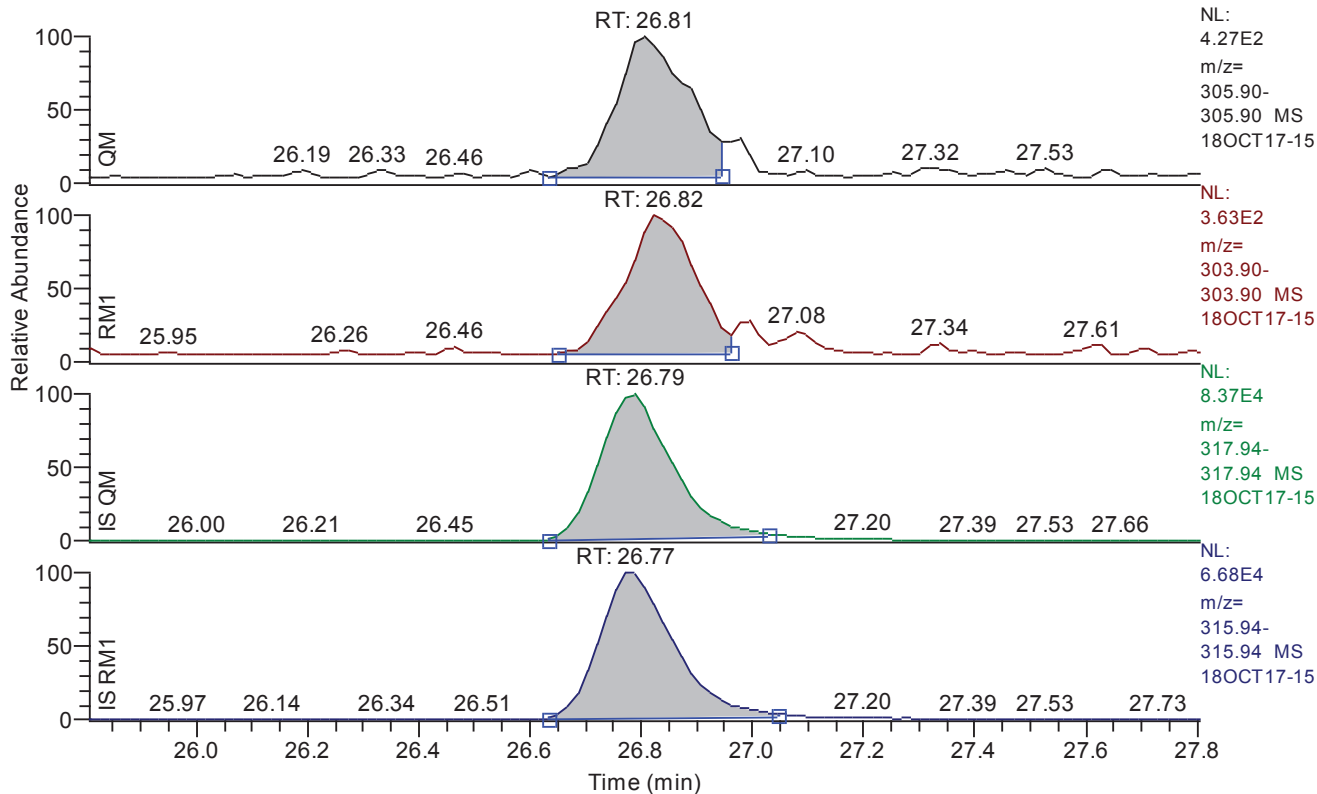 RT: 26.81
NL:
4.27E2
m/z=
305.90-
305.90 MS
18OCT17-15
100
50
0
QM
26.19 26.33 26.46 27.10 27.32 27.53
RT: 26.82
NL:
3.63E2
m/z=
303.90-
303.90 MS
18OCT17-15
100
50
0
RM1
25.95 26.26 26.46 27.08 27.34 27.61
Relative Abundance
RT: 26.79
NL:
8.37E4
m/z=
317.94-
317.94 MS
18OCT17-15
100
50
0
IS QM
26.00 26.21 26.45 27.20 27.39 27.53 27.66
RT: 26.77
NL:
6.68E4
m/z=
315.94-
315.94 MS
18OCT17-15
100
50
0
IS RM1
25.97 26.14 26.34 26.51 27.20 27.39 27.53 27.73
26.0 26.2 26.4 26.6 26.8 27.0 27.2 27.4 27.6 27.8
Time (min)